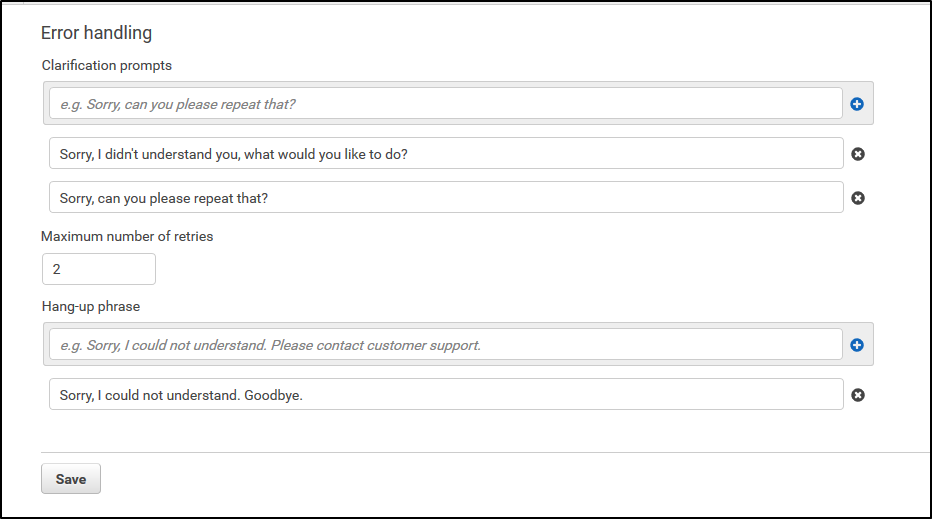 Error handling
Clarification prompts
e.g. Sorry, can you please repeat that?
Sorry, I didn't understand you, what would you like to do?
Sorry, can you please repeat that?
Maximum number of retries
2
Hang-up phrase
e.g. Sorry, I could not understand. Please contact customer support.
Sorry, I could not understand. Goodbye.
Save